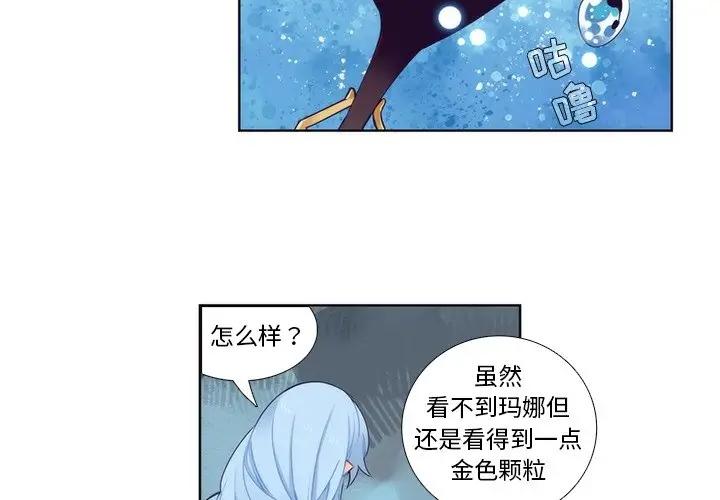 咕
噜
怎么样？
虽然
看不到玛娜但
还是看得到一点
金色颗粒